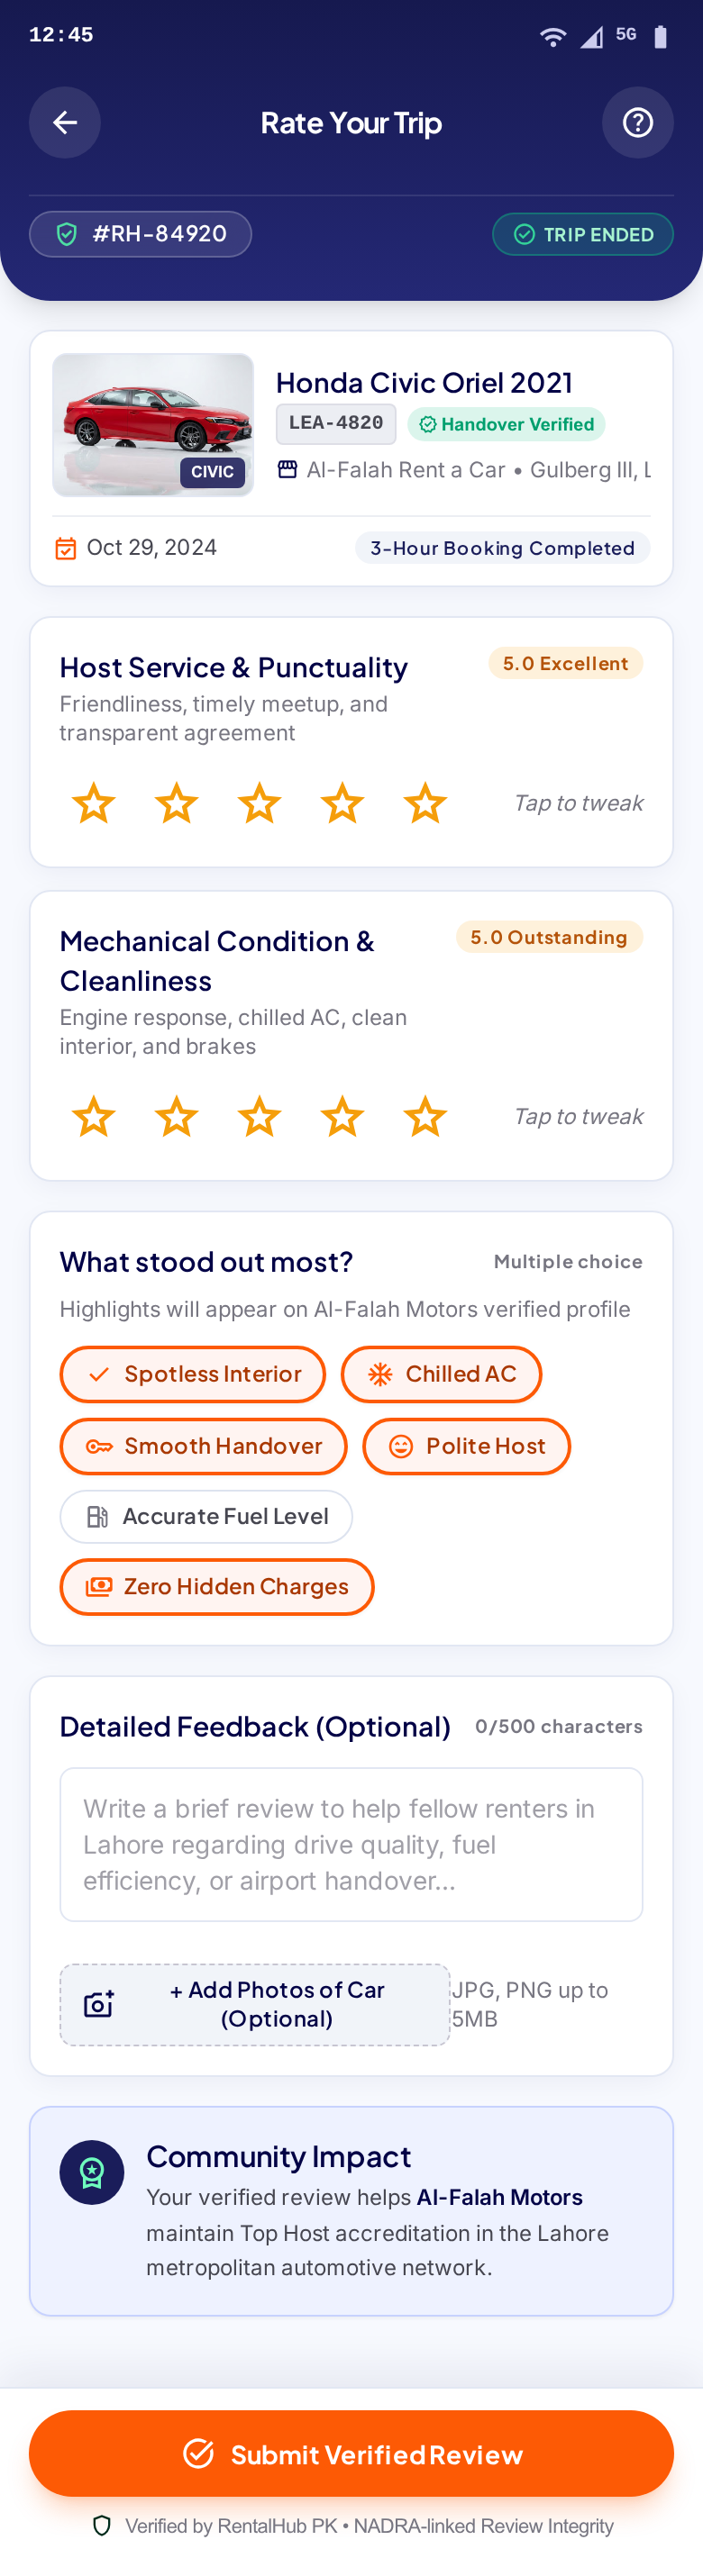 12:45
5G
Rate Your Trip
#RH-84920
TRIP ENDED
Honda Civic Oriel 2021
LEA-4820
Handover Verified
CIVIC
Al-Falah Rent a Car • Gulberg III, L
Oct 29, 2024
3-Hour Booking Completed
Host Service & Punctuality
5.0 Excellent
Friendliness, timely meetup, and
transparent agreement
Tap to tweak
Mechanical Condition &
Cleanliness
5.0 Outstanding
Engine response, chilled AC, clean
interior, and brakes
Tap to tweak
What stood out most?
Multiple choice
Highlights will appear on Al-Falah Motors verified profile
Spotless Interior
Chilled AC
Smooth Handover
Polite Host
Accurate Fuel Level
Zero Hidden Charges
Detailed Feedback (Optional)
0/500 characters
Write a brief review to help fellow renters in
Lahore regarding drive quality, fuel
efficiency, or airport handover...
+ Add Photos of Car
(Optional)
JPG, PNG up to
5MB
Community Impact
Your verified review helps Al-Falah Motors
maintain Top Host accreditation in the Lahore
metropolitan automotive network.
Submit Verified Review
Verified by RentalHub PK • NADRA-linked Review Integrity